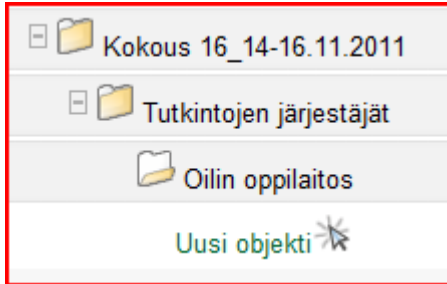 Kokous 16_14-16.11.2011
Tutkintojen järjestäjät
Oilin oppilaitos
Uusi objekti